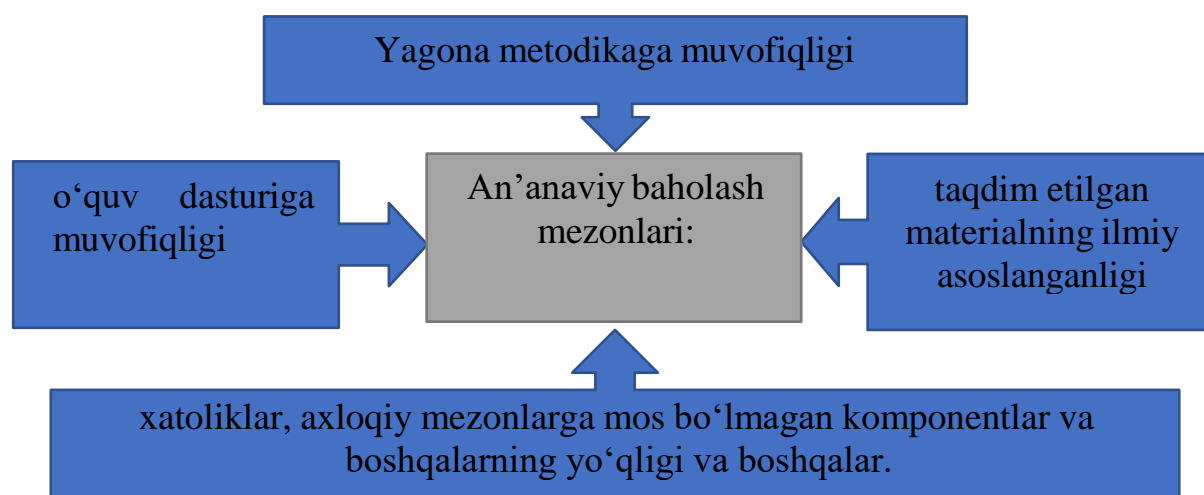 Yagona metodikaga muvofiqligi
o‘quv dasturiga
muvofiqligi
An’anaviy baholash
mezonlari:
taqdim etilgan
materialning ilmiy
asoslanganligi
xatoliklar, axloqiy mezonlarga mos bo‘lmagan komponentlar va
boshqalarning yo‘qligi va boshqalar.